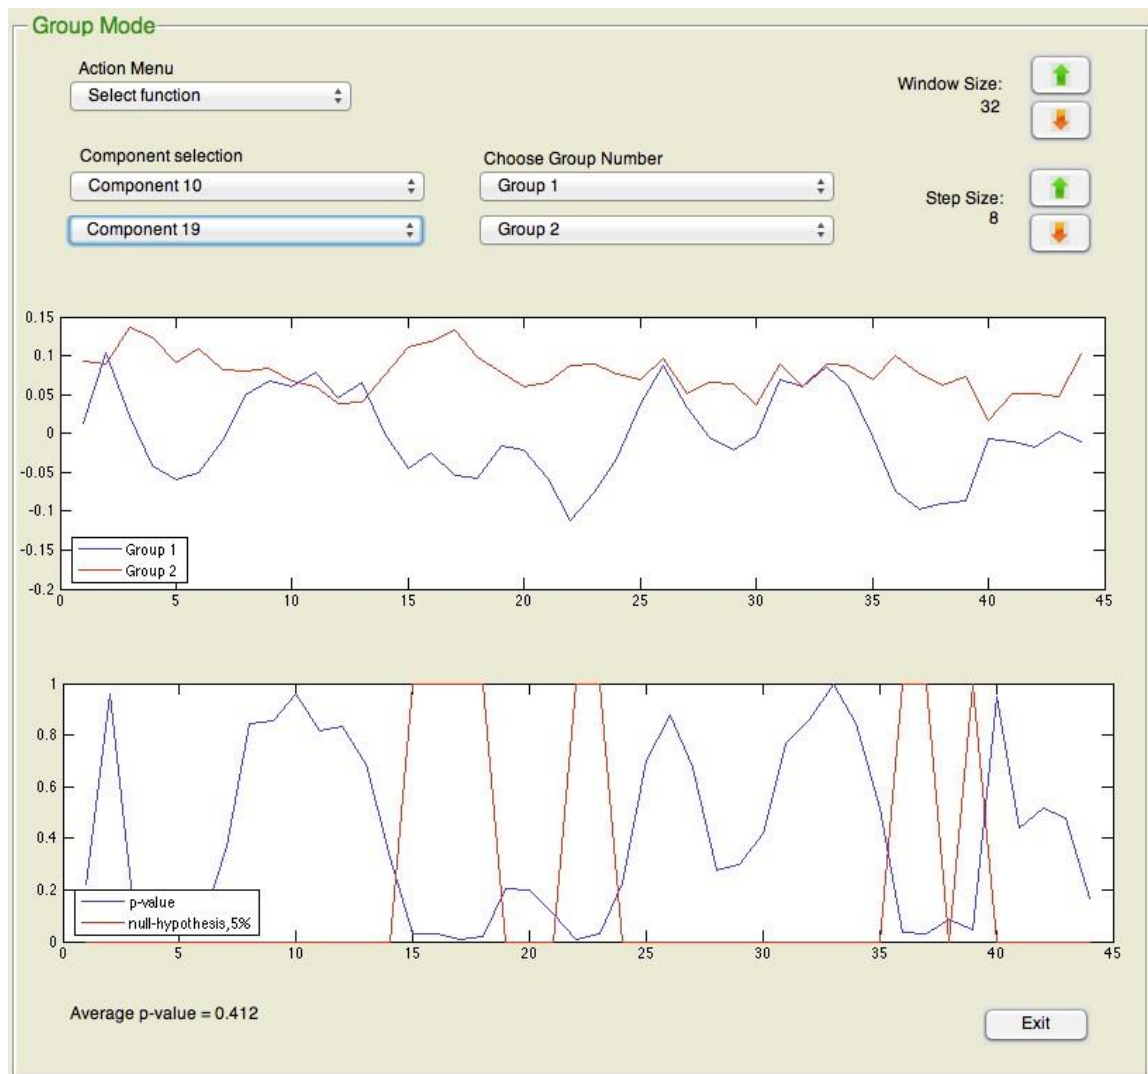 Group Mode
Action Menu
Select function
Window Size:
32
Component selection
Choose Group Number
Component 10
Group 1
Step Size:
8
Component 19
Group 2
0.15
0.1
0.05
0
-0.05
-0.1
-0.15
-0.2
Group 1
Group 2
0 5 10 15 20 25 30 35 40 45
1
0.8
0.6
0.4
0.2
0
p-value
null-hypothesis,5%
0 5 10 15 20 25 30 35 40 45
Average p-value = 0.412
Exit